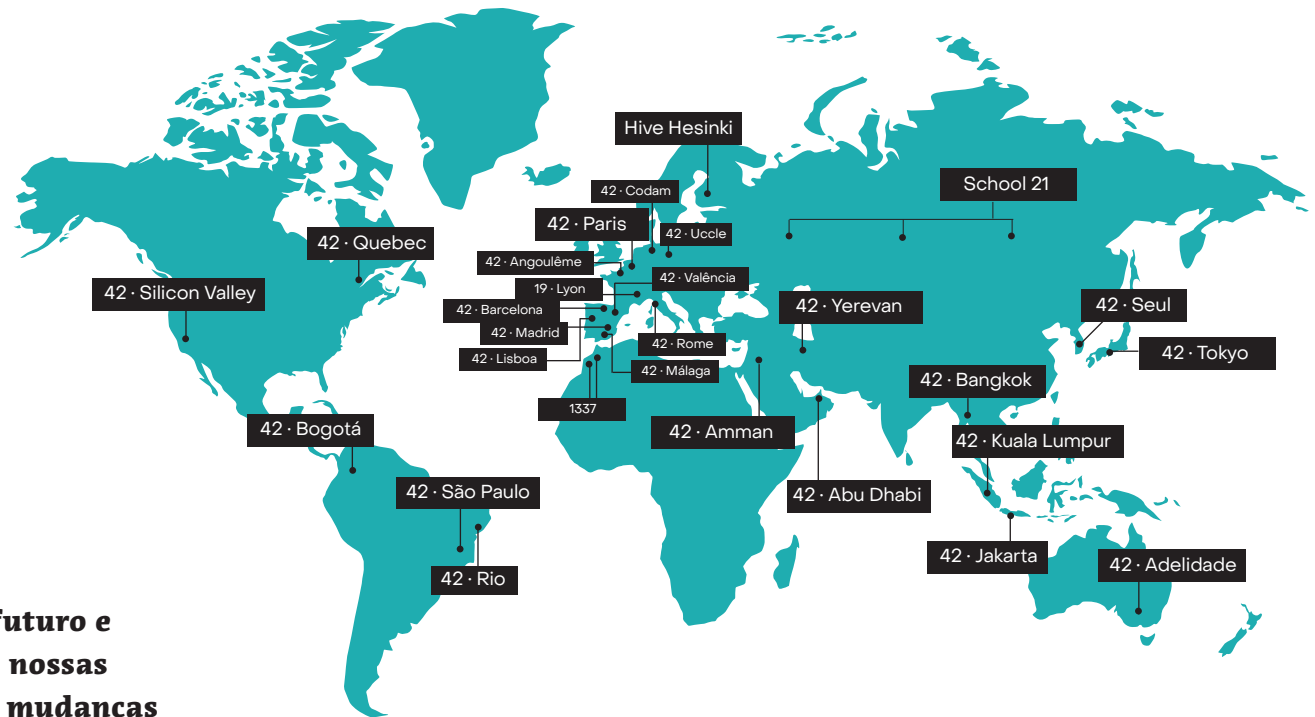 Hive Hesinki
42 · Codam
School 21
42 · Paris
42 · Uccle
42 · Quebec
42 · Angoulême
42 · Valência
19 · Lyon
42 · Silicon Valley
42 · Barcelona
42 · Yerevan
42 · Seul
42 · Madrid
42 · Rome
42 · Lisboa
42 · Tokyo
42 · Málaga
42 · Bangkok
1337
42 · Bogotá
42 · Amman
42 · Kuala Lumpur
42 · São Paulo
42 · Abu Dhabi
42 · Jakarta
42 · Adelidade
42 · Rio
futuro e
nossas
mudancas